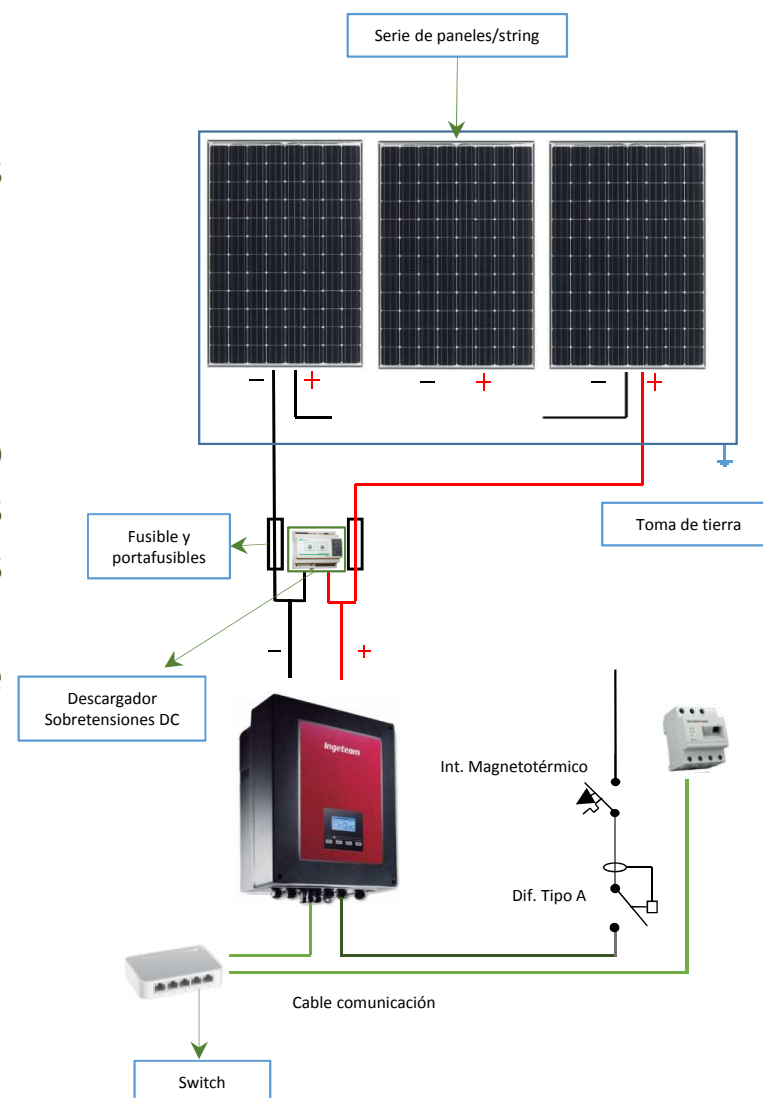 Serie de paneles/string
s
− +
− +
− +
o
s
s
e
Fusible y
portafusibles
Toma de tierra
− +
Descargador
Sobretensiones DC
Ingeteam
Int. Magnetotérmico
Dif. Tipo A
Cable comunicación
Switch